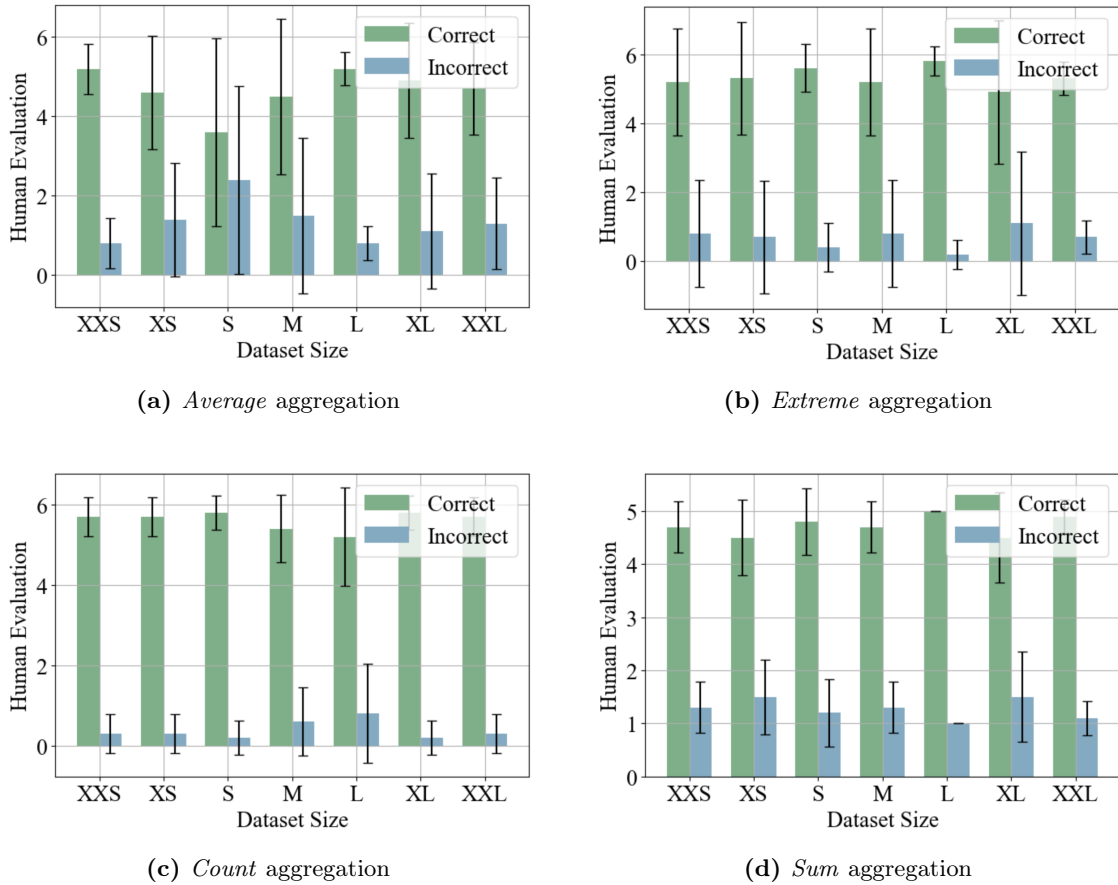 6
4
2
0
Human Evaluation
Correct
Incorrect
XXS XS S M L XL XXL
Dataset Size
(a) Average aggregation
6
4
2
0
Human Evaluation
Correct
Incorrect
XXS XS S M L XL XXL
Dataset Size
(b) Extreme aggregation
6
4
2
0
Human Evaluation
Correct
Incorrect
XXS XS S M L XL XXL
Dataset Size
(c) Count aggregation
5
4
3
2
1
0
Human Evaluation
Correct
Incorrect
XXS XS S M L XL XXL
Dataset Size
(d) Sum aggregation